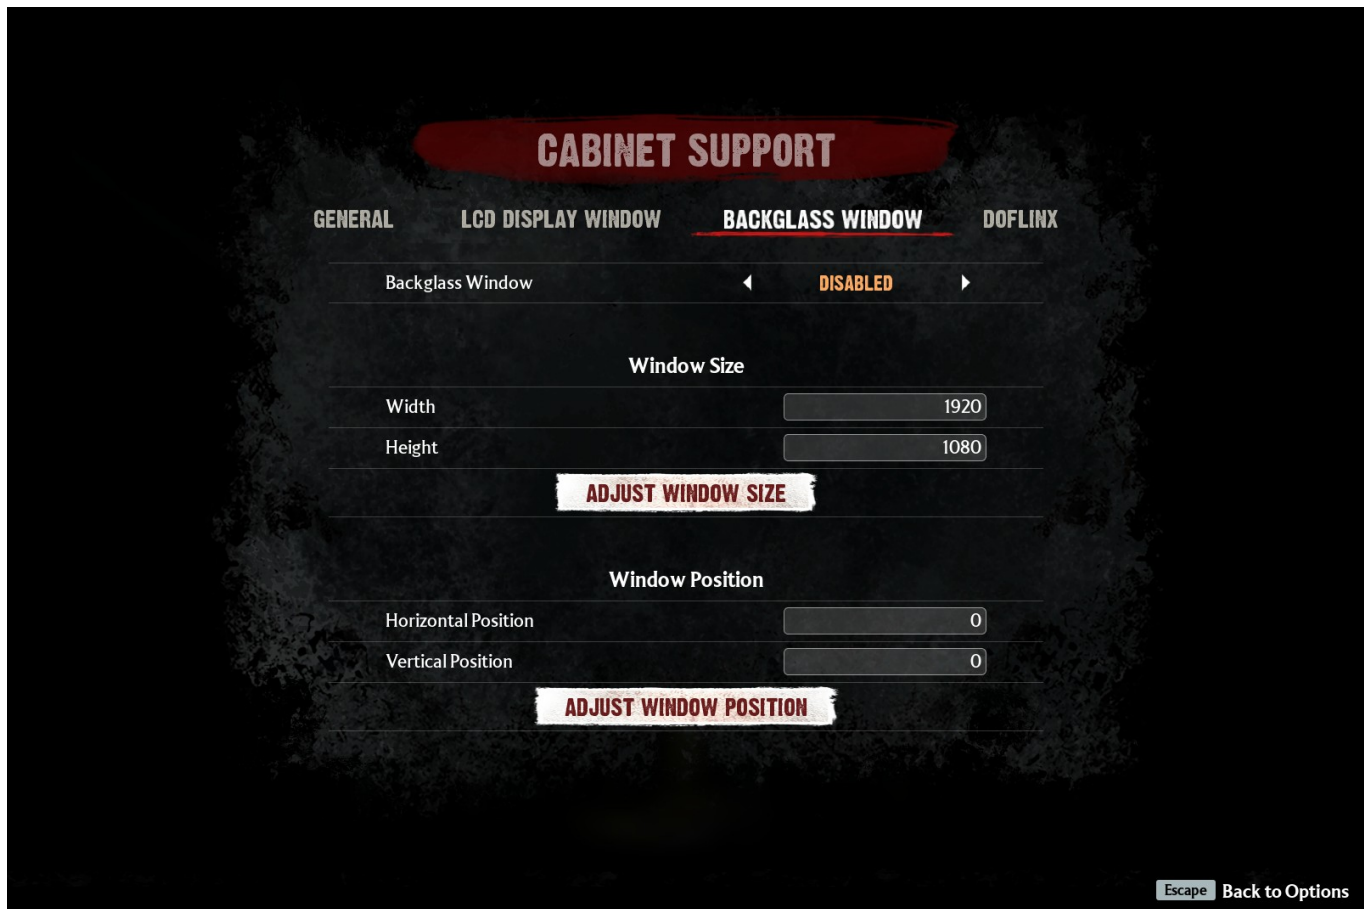 CABINET SUPPORT
GENERAL LCD DISPLAY WINDOW BACKGLASS WINDOW DOFLINX
Backglass Window DISABLED
Window Size
Width 1920
Height 1080
ADJUST WINDOW SIZE
Window Position
Horizontal Position 0
Vertical Position 0
ADJUST WINDOW POSITION
Escape Back to Options